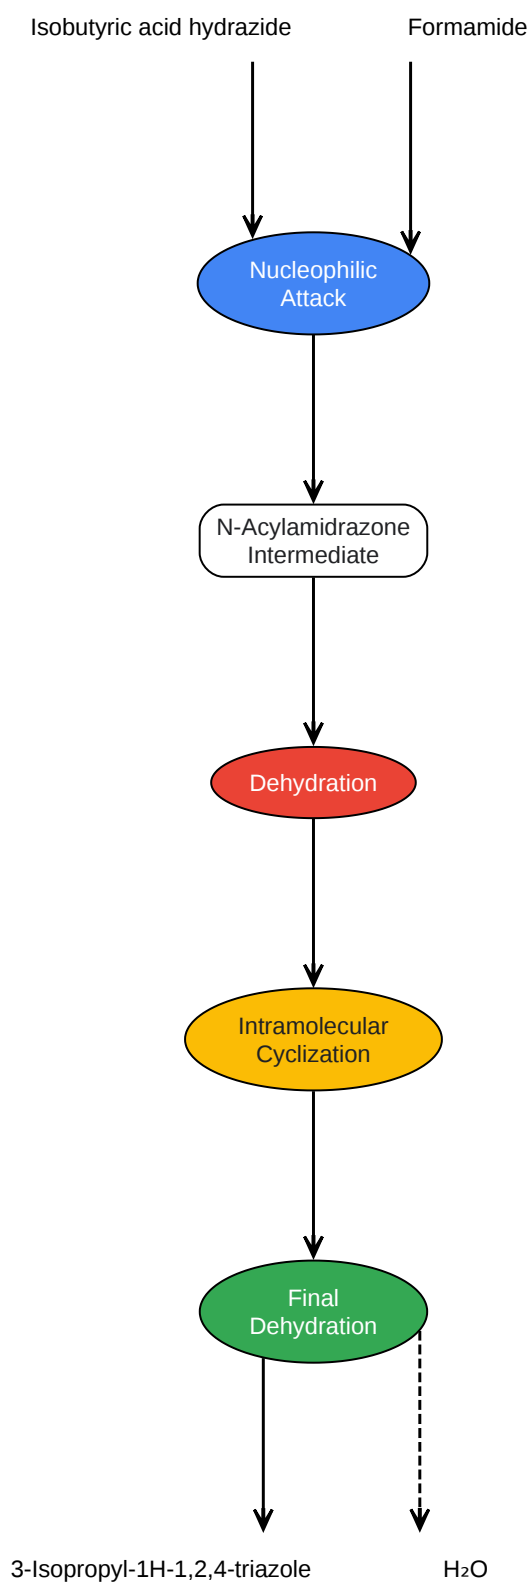 Isobutyric acid hydrazide
Formamide
Nucleophilic
Attack
N-Acylamidrazone
Intermediate
Dehydration
Intramolecular
Cyclization
Final
Dehydration
3-Isopropyl-1H-1,2,4-triazole
H₂O